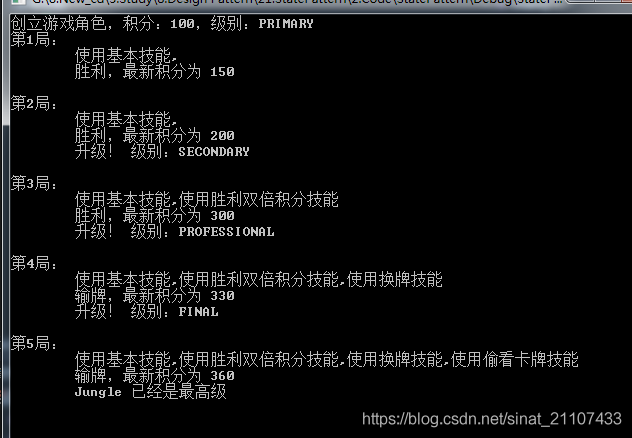 G:\6.New_cd\9.Study\6.Design Pattern\21.StatePattern\2.Code\StatePattern\Debug\StateP...
创立游戏角色，积分：100，级别：PRIMARY
第1局：
使用基本技能,
胜利，最新积分为 150
第2局：
使用基本技能,
胜利，最新积分为 200
升级！ 级别：SECONDARY
第3局：
使用基本技能,使用胜利双倍积分技能
胜利，最新积分为 300
升级！ 级别：PROFESSIONAL
第4局：
使用基本技能,使用胜利双倍积分技能,使用换牌技能
输牌，最新积分为 330
升级！ 级别：FINAL
第5局：
使用基本技能,使用胜利双倍积分技能,使用换牌技能,使用偷看卡牌技能
输牌，最新积分为 360
Jungle 已经是最高级
https://blog.csdn.net/sinat_21107433